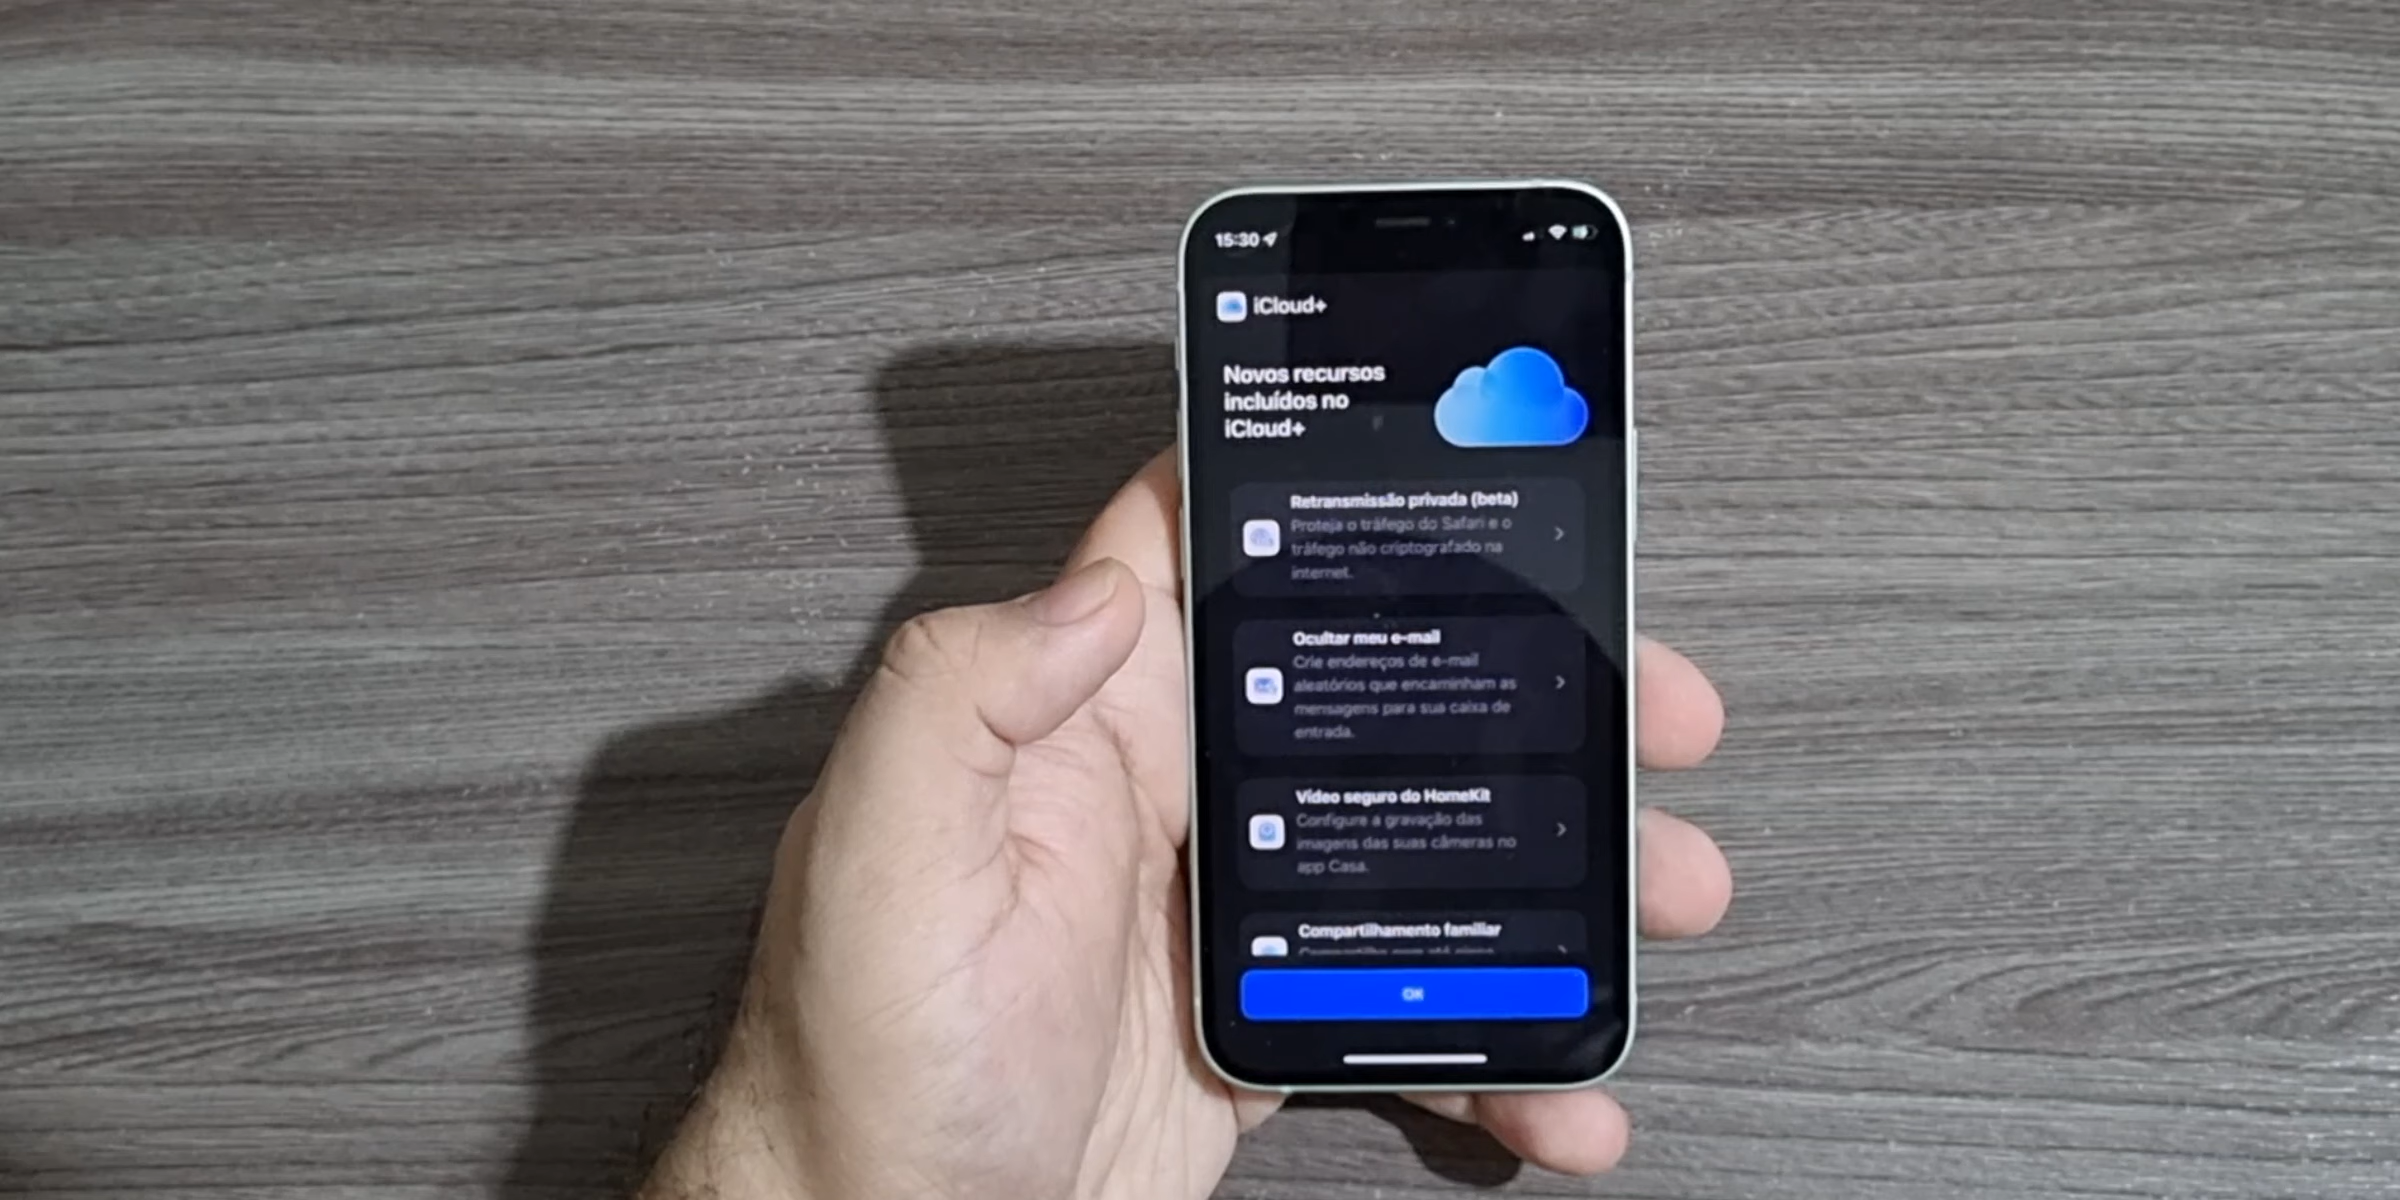 15:30
iCloud+
Novos recursos
incluídos no
iCloud+
Retransmissão privada (beta)
Proteja o tráfego do Safari e o
tráfego não criptografado na
internet.
Ocultar meu e-mail
Crie endereços de e-mail
aleatórios que encaminham as
mensagens para sua caixa de
entrada.
Vídeo seguro do HomeKit
Configure a gravação das
imagens das suas câmeras no
app Casa.
Compartilhamento familiar
OK